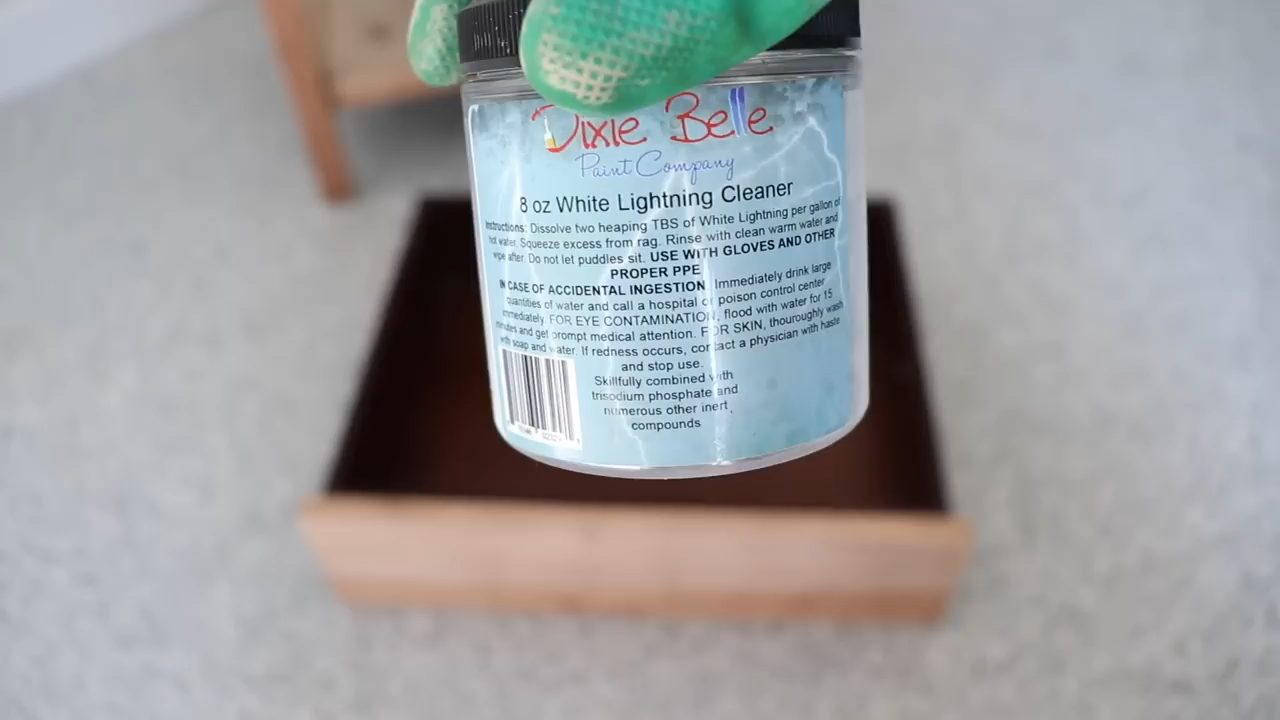 Dixie Belle
Paint Company
8 oz White Lightning Cleaner
Instructions: Dissolve two heaping TBS of White Lightning per gallon of
hot water. Squeeze excess from rag. Rinse with clean warm water and
wipe after. Do not let puddles sit. USE WITH GLOVES AND OTHER
PROPER PPE
IN CASE OF ACCIDENTAL INGESTION Immediately drink large
quantities of water and call a hospital or poison control center
immediately. FOR EYE CONTAMINATION, flood with water for 15
minutes and get prompt medical attention. FOR SKIN, thouroughly wash
with soap and water. If redness occurs, contact a physician with haste
and stop use.
Skillfully combined with
trisodium phosphate and
numerous other inert
compounds